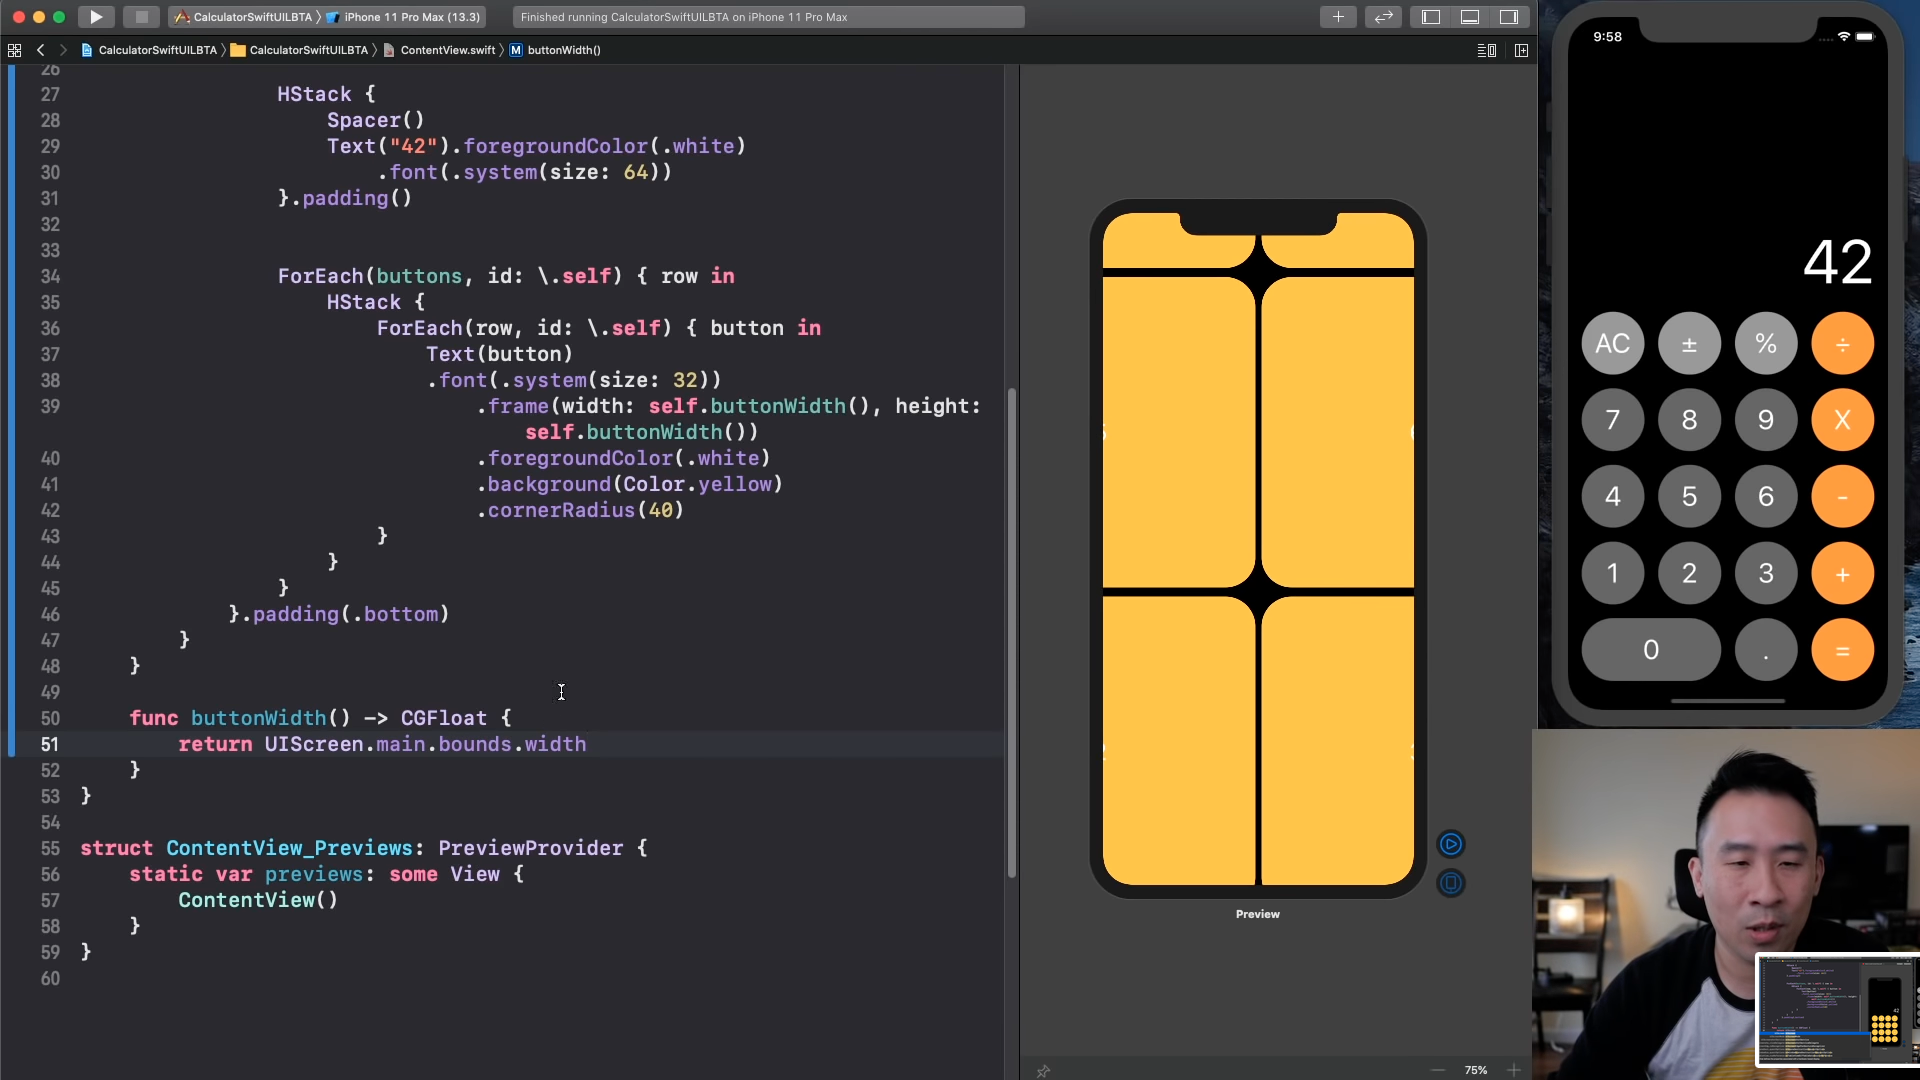 CalculatorSwiftUILBTA
iPhone 11 Pro Max (13.3)
Finished running CalculatorSwiftUILBTA on iPhone 11 Pro Max
CalculatorSwiftUILBTA
CalculatorSwiftUILBTA
ContentView.swift
M buttonWidth()
26
27 HStack {
28 Spacer()
29 Text("42").foregroundColor(.white)
30 .font(.system(size: 64))
31 }.padding()
32
33
34 ForEach(buttons, id: \.self) { row in
35 HStack {
36 ForEach(row, id: \.self) { button in
37 Text(button)
38 .font(.system(size: 32))
39 .frame(width: self.buttonWidth(), height:
self.buttonWidth())
40 .foregroundColor(.white)
41 .background(Color.yellow)
42 .cornerRadius(40)
43 }
44 }
45 }
46 }.padding(.bottom)
47 }
48 }
49
50 func buttonWidth() -> CGFloat {
51 return UIScreen.main.bounds.width
52 }
53 }
54
55 struct ContentView_Previews: PreviewProvider {
56 static var previews: some View {
57 ContentView()
58 }
59 }
60
Preview
75%
9:58
42
AC ± % ÷
7 8 9 X
4 5 6 -
1 2 3 +
0 . =